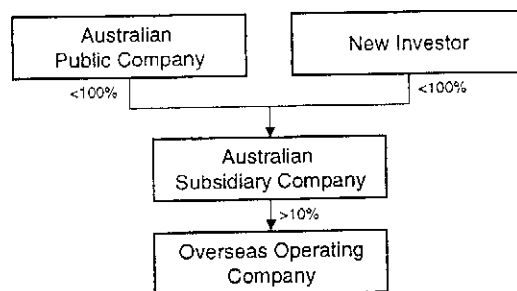 Australian
Public Company
New Investor
<100%
<100%
Australian
Subsidiary Company
>10%
Overseas Operating
Company